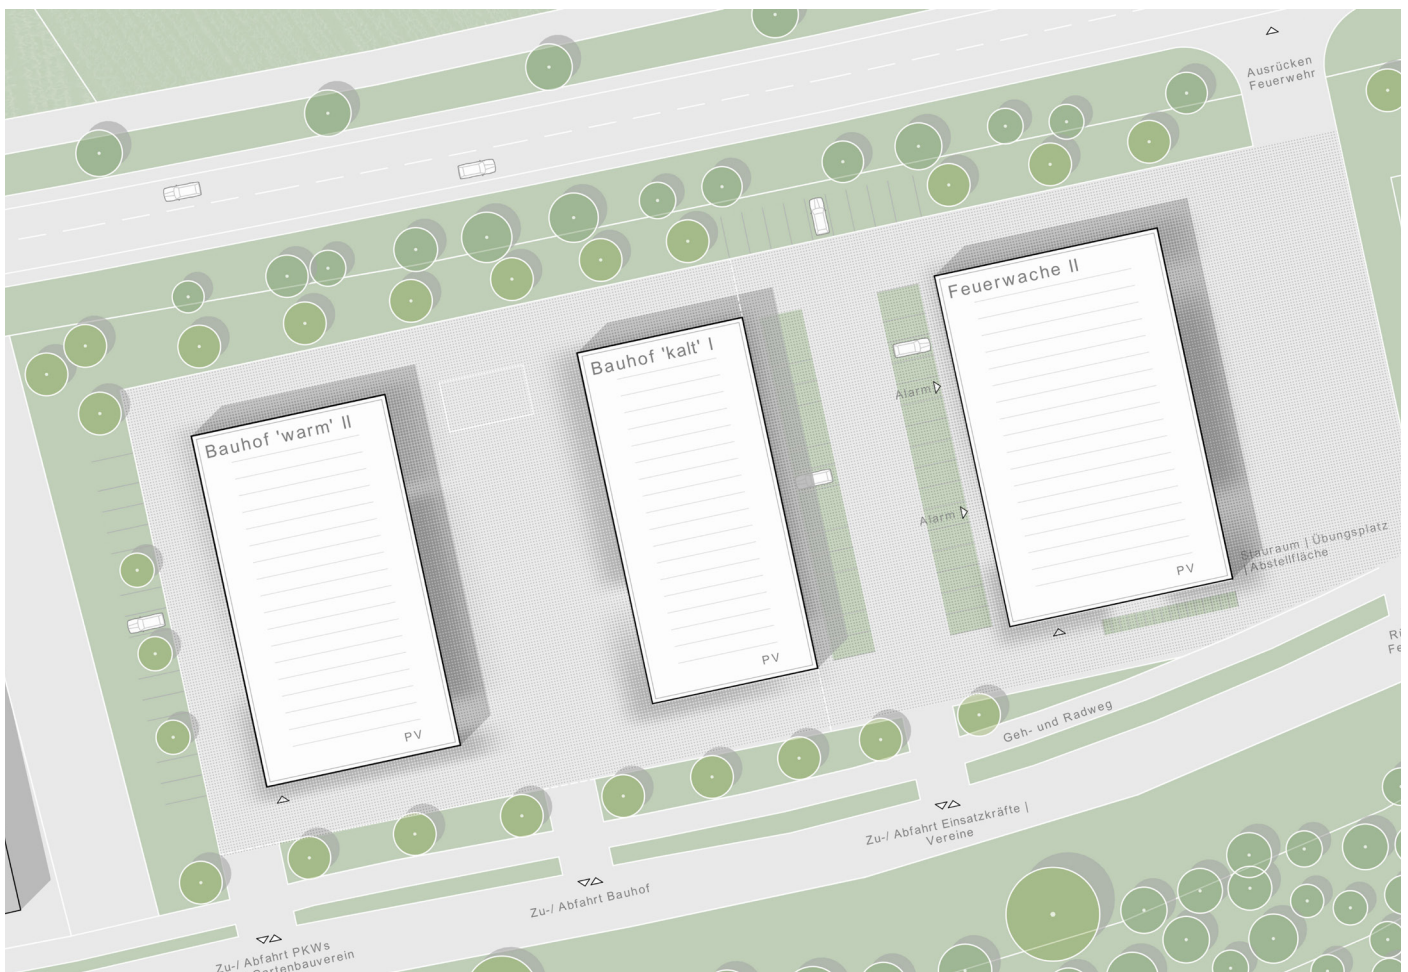 Ausrücken
Feuerwehr
Feuerwache II
Bauhof 'kalt' I
Bauhof 'warm' II
Alarm
Alarm
Stauraum | Übungsplatz
| Abstellfläche
PV
PV
PV
Geh- und Radweg
Zu-/ Abfahrt Einsatzkräfte |
Vereine
Zu-/ Abfahrt Bauhof
Zu-/ Abfahrt PKWs